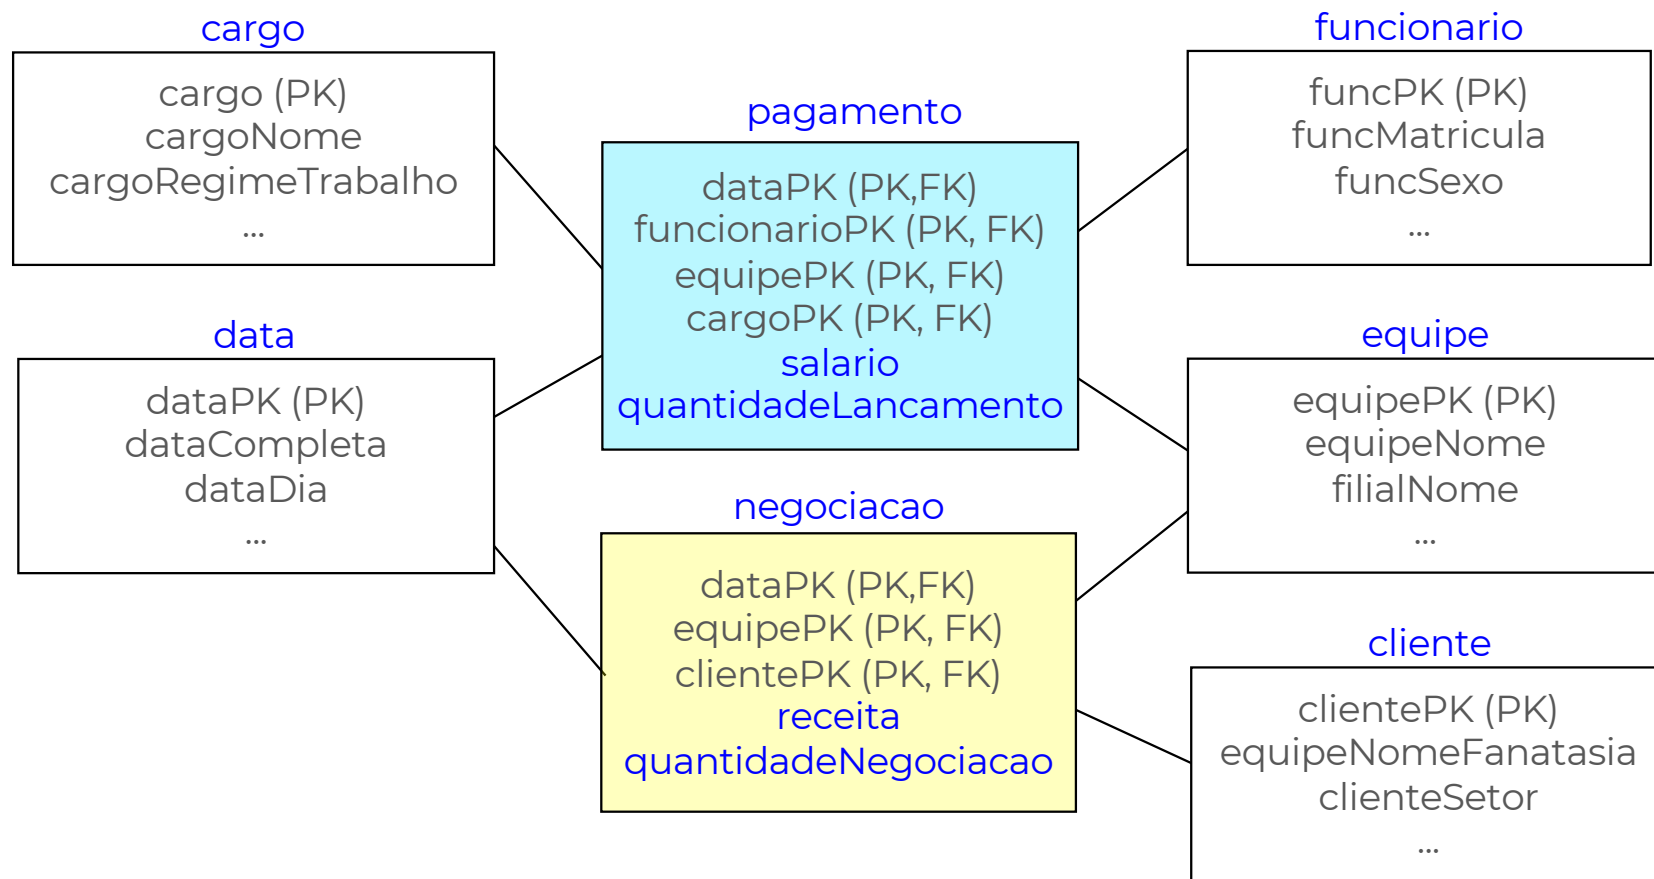 cargo
cargo (PK)
cargoNome
cargoRegimeTrabalho
...
data
dataPK (PK)
dataCompleta
dataDia
...
pagamento
dataPK (PK,FK)
funcionarioPK (PK, FK)
equipePK (PK, FK)
cargoPK (PK, FK)
salario
quantidadeLancamento
negociacao
dataPK (PK,FK)
equipePK (PK, FK)
clientePK (PK, FK)
receita
quantidadeNegociacao
funcionario
funcPK (PK)
funcMatricula
funcSexo
...
equipe
equipePK (PK)
equipeNome
filialNome
...
cliente
clientePK (PK)
equipeNomeFanatasia
clienteSetor
...